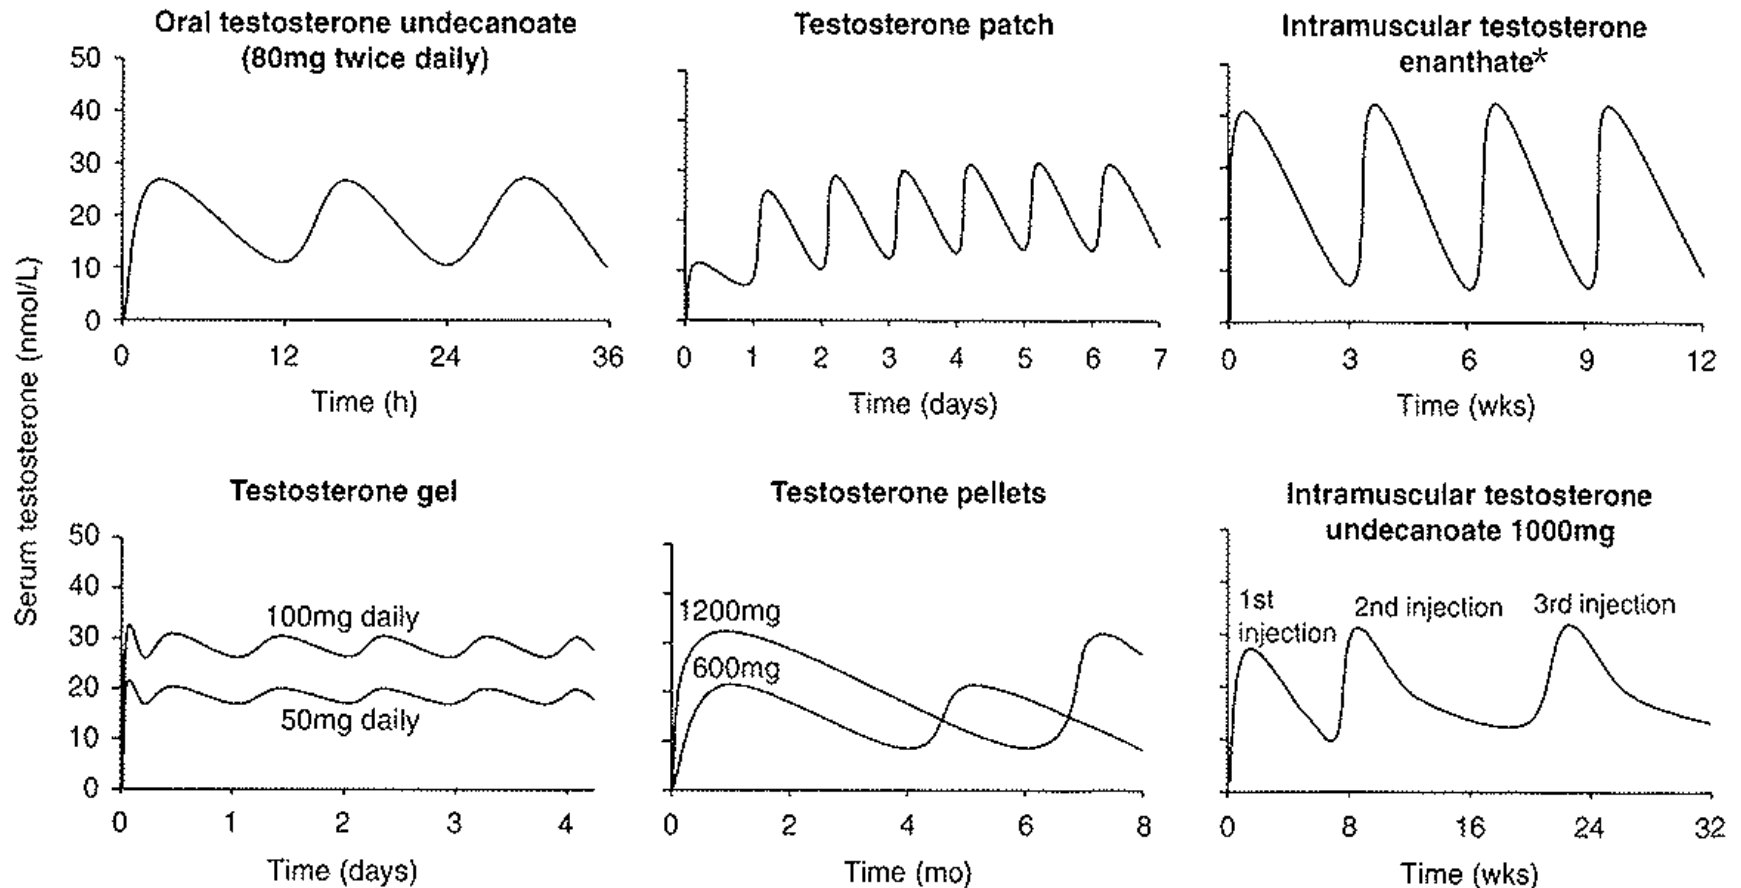 Oral testosterone undecanoate
(80mg twice daily)
50
40
30
20
10
0
0 12 24 36
Time (h)
Testosterone patch
0 1 2 3 4 5 6 7
Time (days)
Intramuscular testosterone
enanthate*
0 3 6 9 12
Time (wks)
Serum testosterone (nmol/L)
Testosterone gel
50
40
30
20
10
0
100mg daily
50mg daily
0 1 2 3 4
Time (days)
Testosterone pellets
1200mg
600mg
0 2 4 6 8
Time (mo)
Intramuscular testosterone
undecanoate 1000mg
1st
injection
2nd injection
3rd injection
0 8 16 24 32
Time (wks)